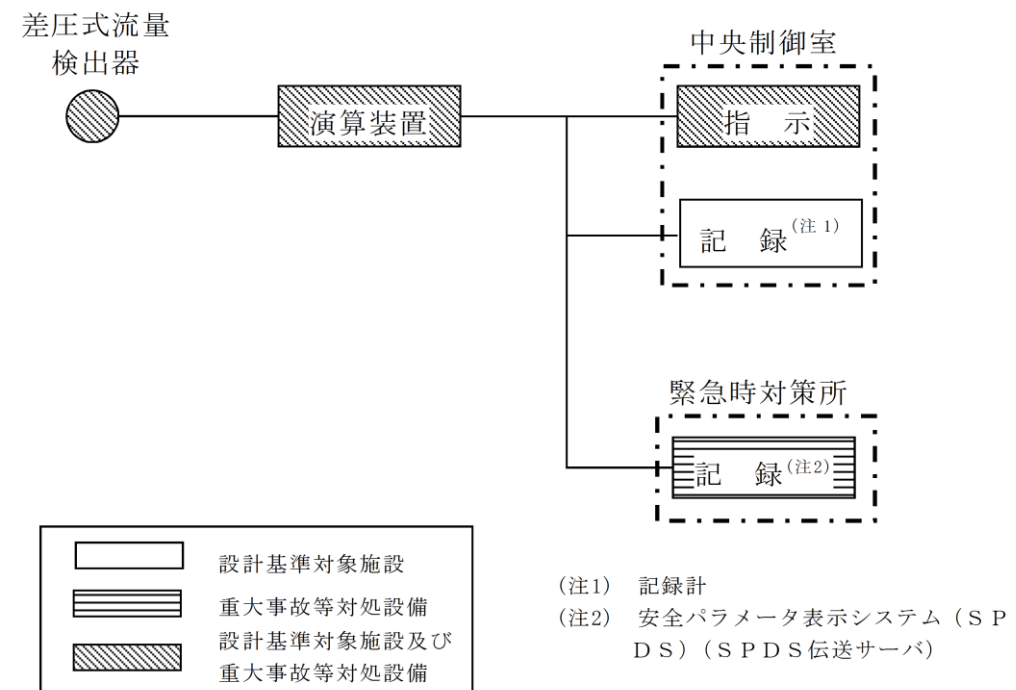 差圧式流量
検出器
演算装置
中央制御室
指　示
記　録(注 1)
緊急時対策所
記　録(注2)
設計基準対象施設
重大事故等対処設備
設計基準対象施設及び
重大事故等対処設備
(注1)　記録計
(注2)　安全パラメータ表示システム（ＳＰ
ＤＳ）（ＳＰＤＳ伝送サーバ）